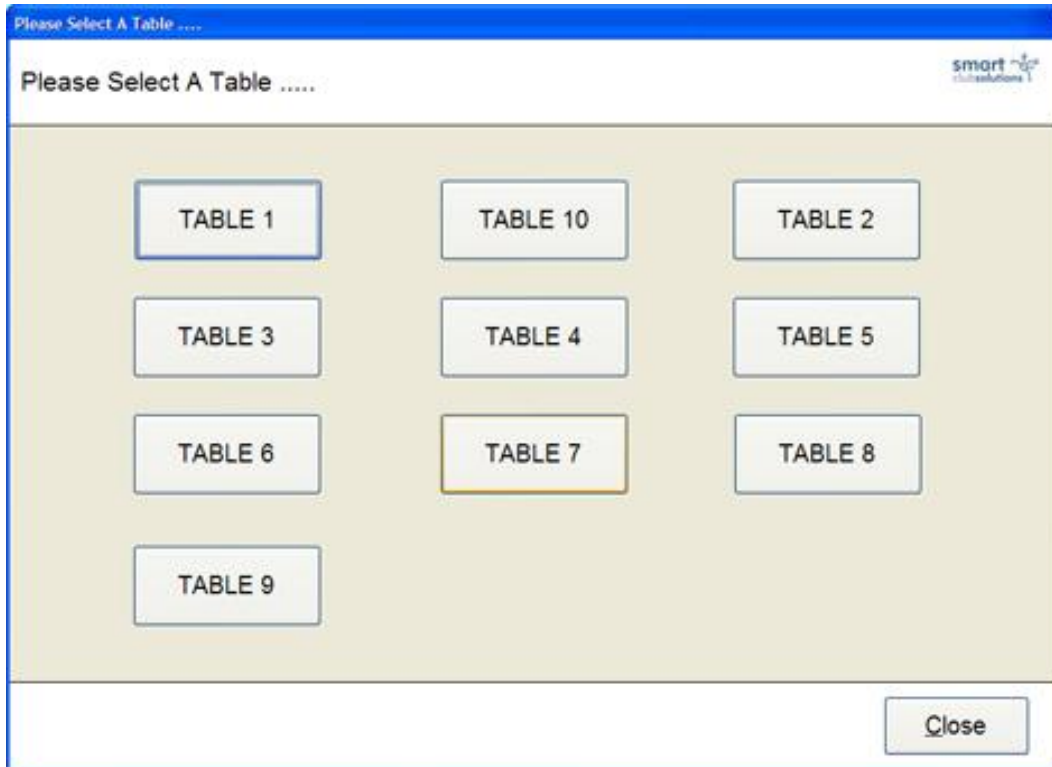 Please Select A Table .....
Please Select A Table .....
smart
clubsolutions
TABLE 1
TABLE 10
TABLE 2
TABLE 3
TABLE 4
TABLE 5
TABLE 6
TABLE 7
TABLE 8
TABLE 9
Close